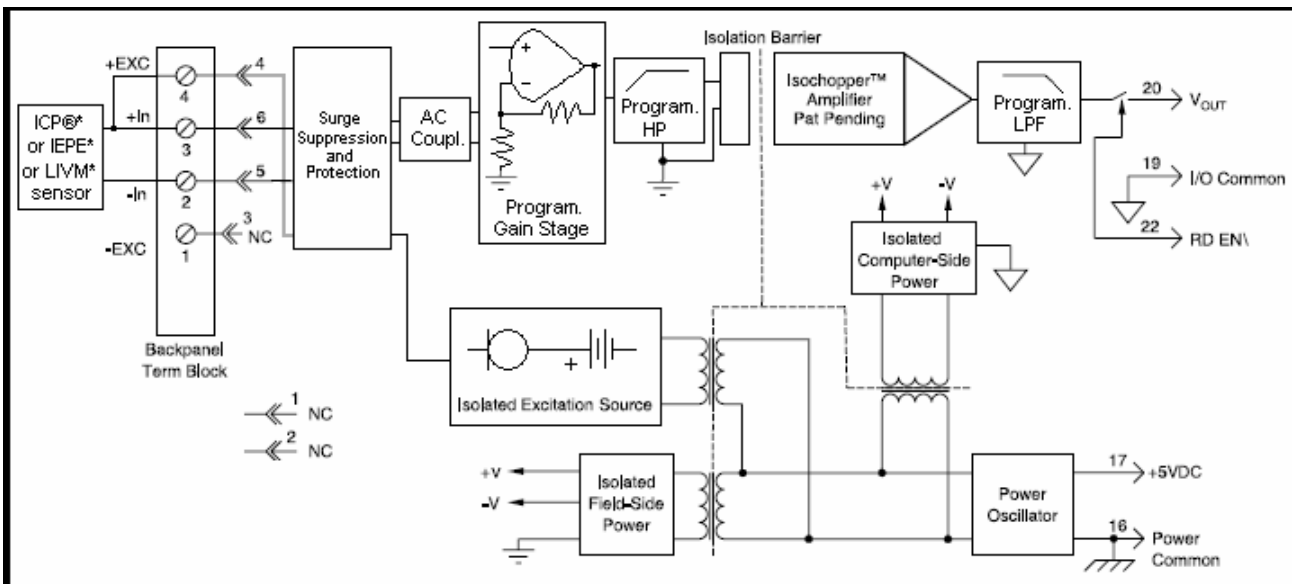 +EXC
4
4
ICP®*
or IEPE*
or LIVM*
sensor
+In
3
6
-In
2
5
-EXC
1
3
NC
Backpanel
Term Block
1 NC
2 NC
Surge
Suppression
and
Protection
AC
Coupl.
+
−
Program.
Gain Stage
Program.
HP
Isolation Barrier
Isochopper™
Amplifier
Pat Pending
Program.
LPF
20
VOUT
19
I/O Common
22
RD EN\
+V
-V
Isolated
Computer-Side
Power
+
Isolated Excitation Source
+V
-V
Isolated
Field-Side
Power
Power
Oscillator
17
+5VDC
16
Power
Common